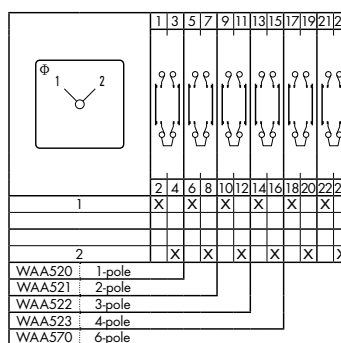 1 3 5 7 9 11 13 15 17 19 21
Φ
1 2
2 4 6 8 10 12 14 16 18 20 22
1 X X X X X X
2 X X X X X
WAA520 1-pole
WAA521 2-pole
WAA522 3-pole
WAA523 4-pole
WAA570 6-pole